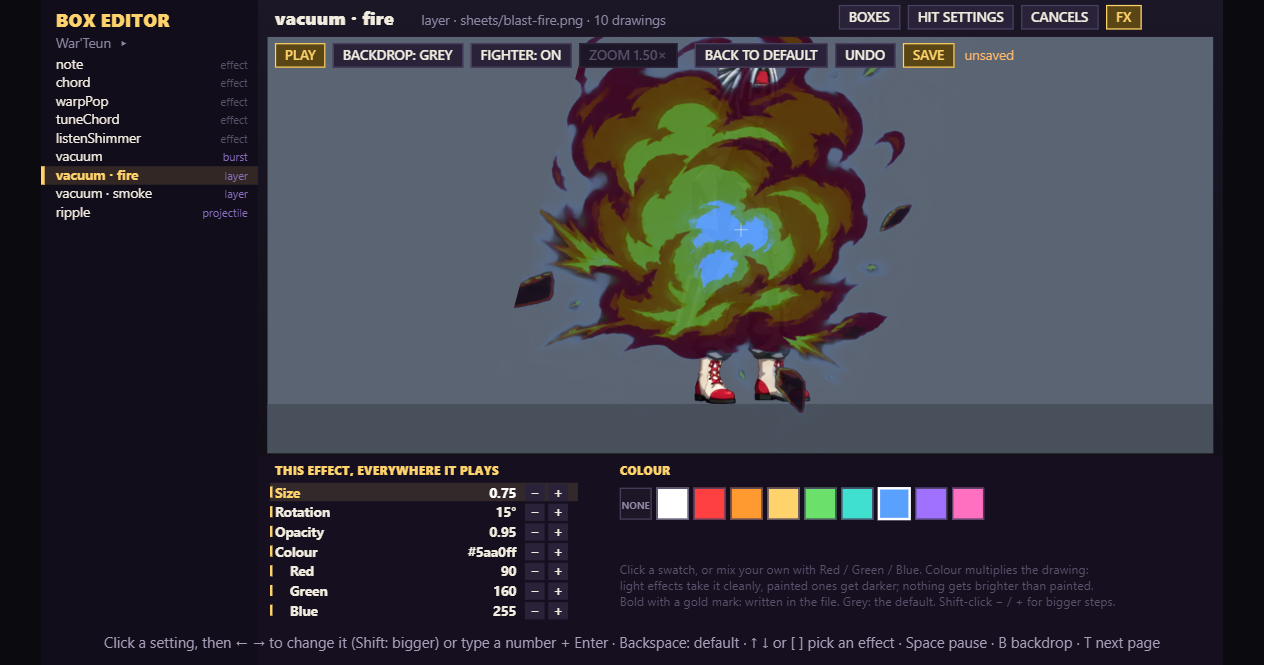 BOX EDITOR
War'Teun ▸
note effect
chord effect
warpPop effect
tuneChord effect
listenShimmer effect
vacuum burst
vacuum · fire layer
vacuum · smoke layer
ripple projectile
vacuum · fire layer · sheets/blast-fire.png · 10 drawings BOXES HIT SETTINGS CANCELS FX
PLAY BACKDROP: GREY FIGHTER: ON ZOOM 1.50× BACK TO DEFAULT UNDO SAVE unsaved
THIS EFFECT, EVERYWHERE IT PLAYS
Size 0.75 − +
Rotation 15° − +
Opacity 0.95 − +
Colour #5aa0ff − +
Red 90 − +
Green 160 − +
Blue 255 − +
COLOUR
NONE
Click a swatch, or mix your own with Red / Green / Blue. Colour multiplies the drawing:
light effects take it cleanly, painted ones get darker; nothing gets brighter than painted.
Bold with a gold mark: written in the file. Grey: the default. Shift-click − / + for bigger steps.
Click a setting, then ← → to change it (Shift: bigger) or type a number + Enter · Backspace: default · ↑ ↓ or [ ] pick an effect · Space pause · B backdrop · T next page